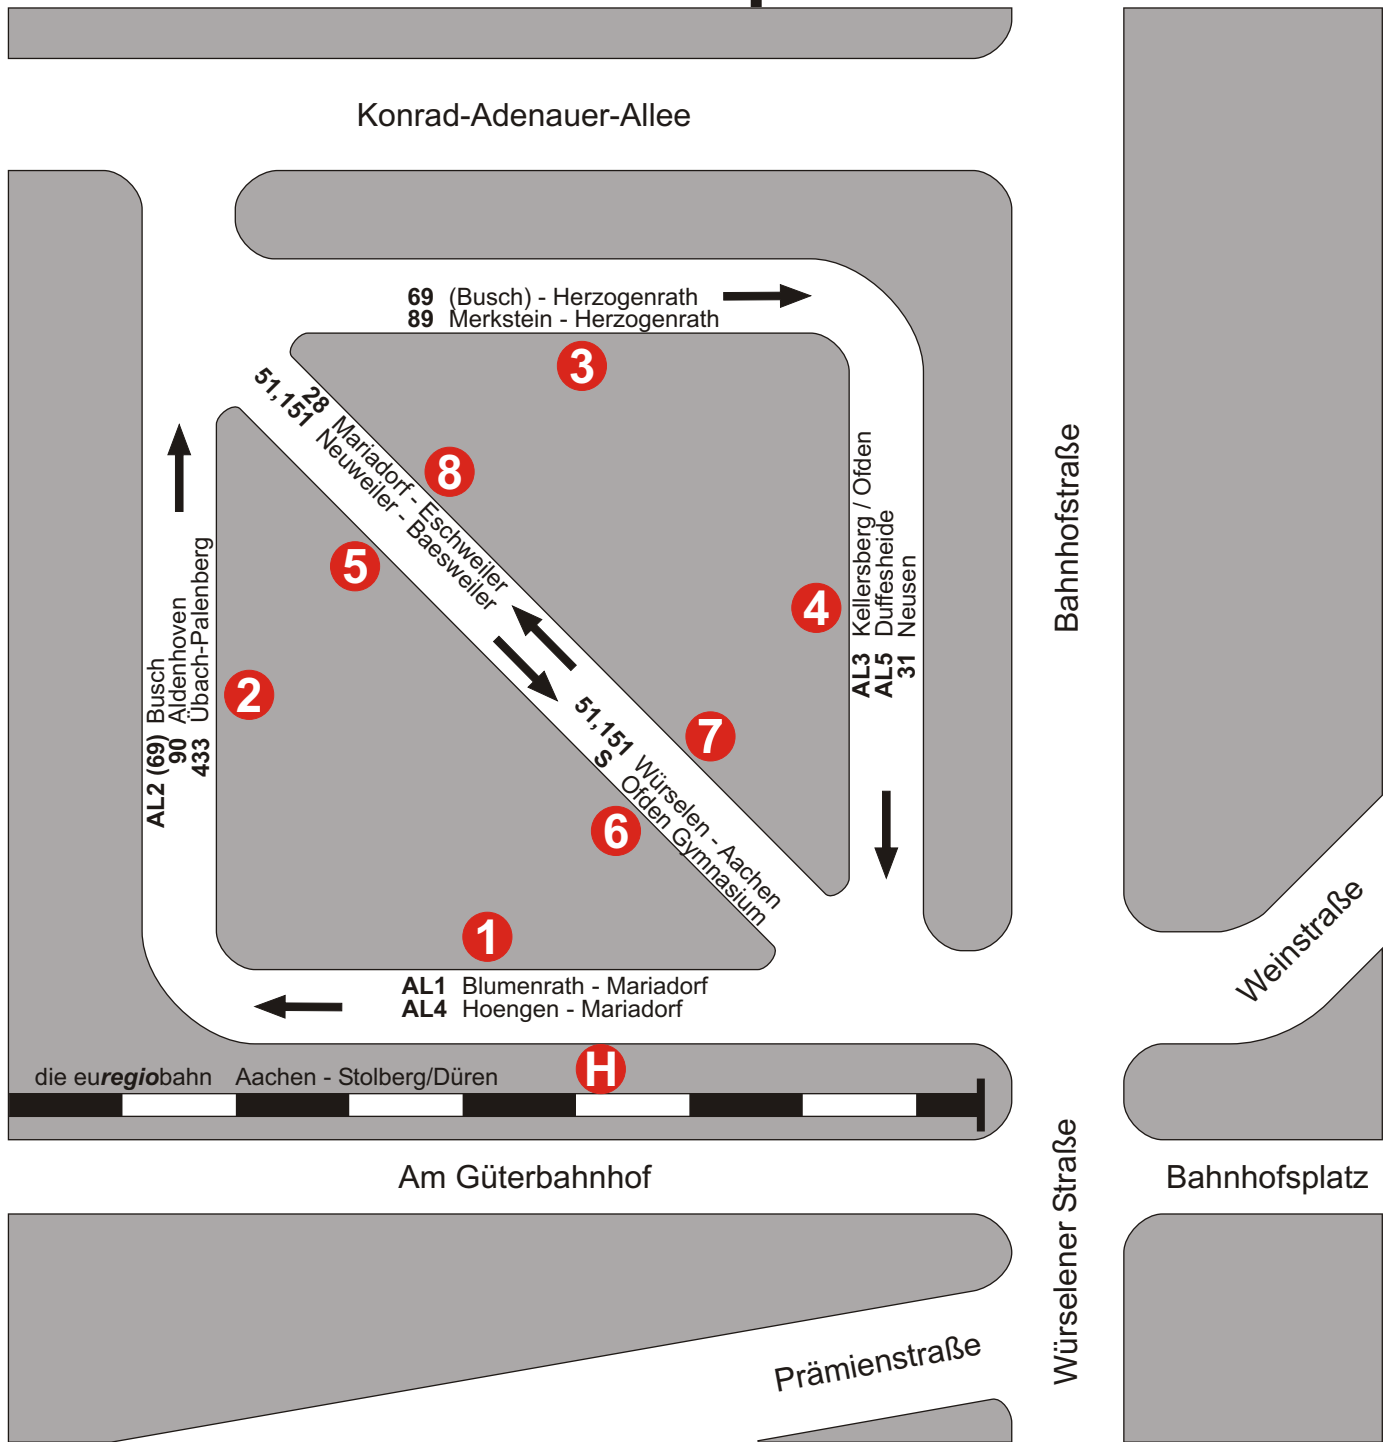 Konrad-Adenauer-Allee
69 (Busch) - Herzogenrath
89 Merkstein - Herzogenrath
3
28 Mariadorf - Eschweiler
51,151 Neuweiler - Baesweiler
8
5
AL3 Kellersberg / Ofden
AL5 Duffesheide
31 Neusen
4
Bahnhofstraße
AL2 (69) Busch
90 Aldenhoven
433 Übach-Palenberg
2
51,151 Würselen - Aachen
S Ofden Gymnasium
7
6
1
AL1 Blumenrath - Mariadorf
AL4 Hoengen - Mariadorf
Weinstraße
H
die euregiobahn Aachen - Stolberg/Düren
Am Güterbahnhof
Würselener Straße
Bahnhofsplatz
Prämienstraße